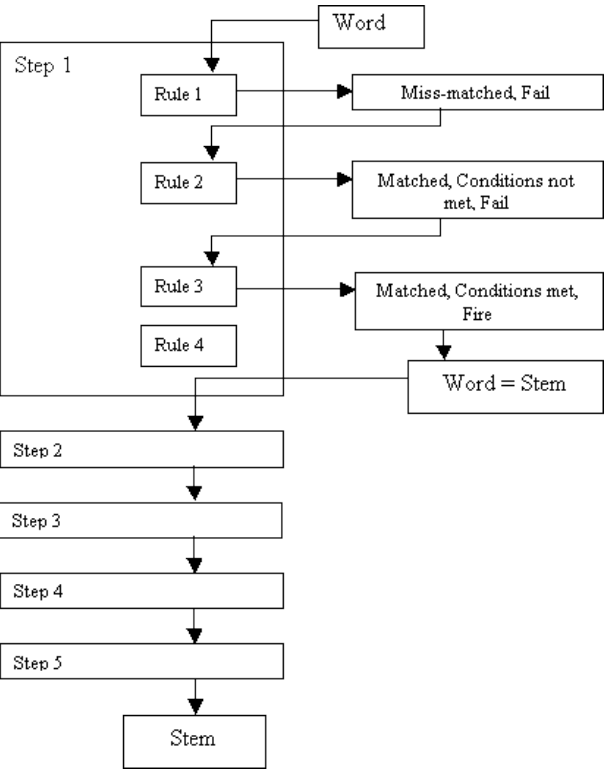 Word
Step 1
Rule 1
Miss-matched, Fail
Rule 2
Matched, Conditions not
met, Fail
Rule 3
Matched, Conditions met,
Fire
Rule 4
Word = Stem
Step 2
Step 3
Step 4
Step 5
Stem